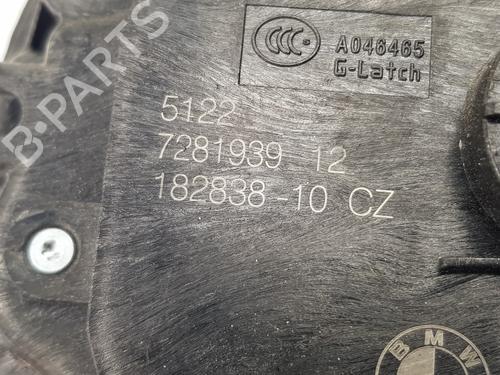 CCC
A046465
G-Latch
5122
7281939 12
182838-10 CZ
B-PARTS
BMW